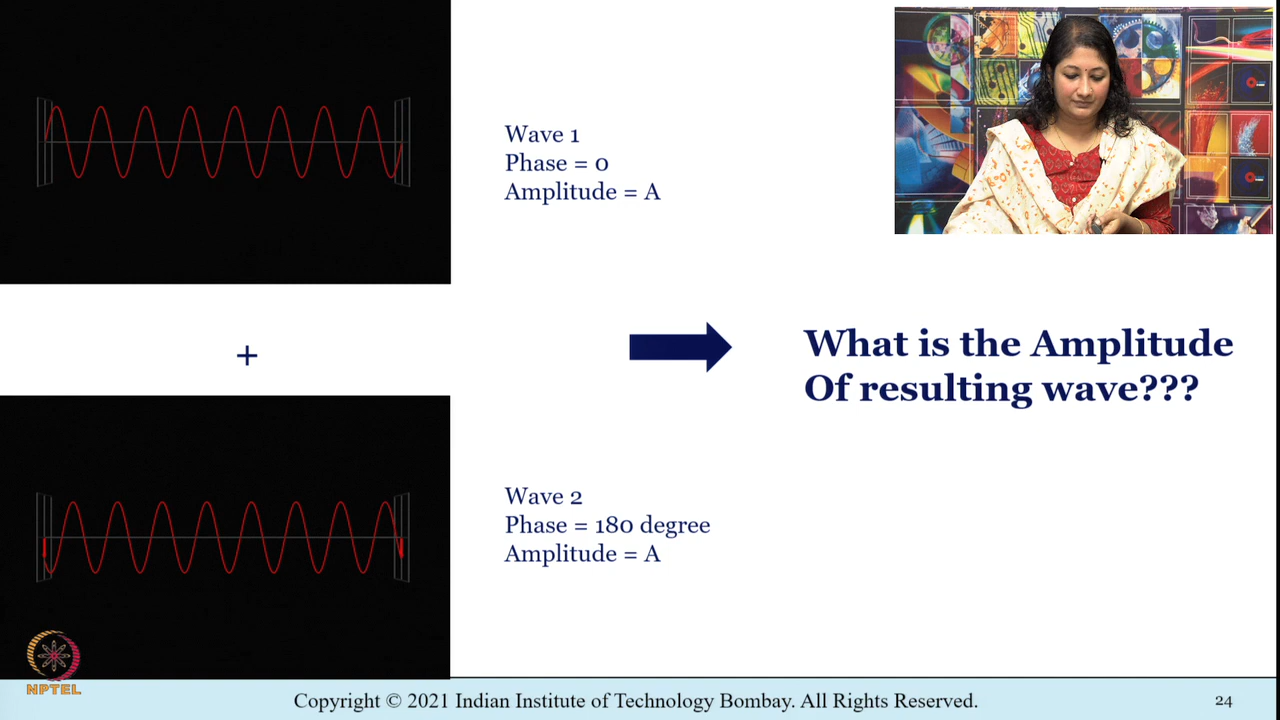 Wave 1
Phase = 0
Amplitude = A
+
What is the Amplitude
Of resulting wave???
Wave 2
Phase = 180 degree
Amplitude = A
NPTEL
Copyright © 2021 Indian Institute of Technology Bombay. All Rights Reserved.
24